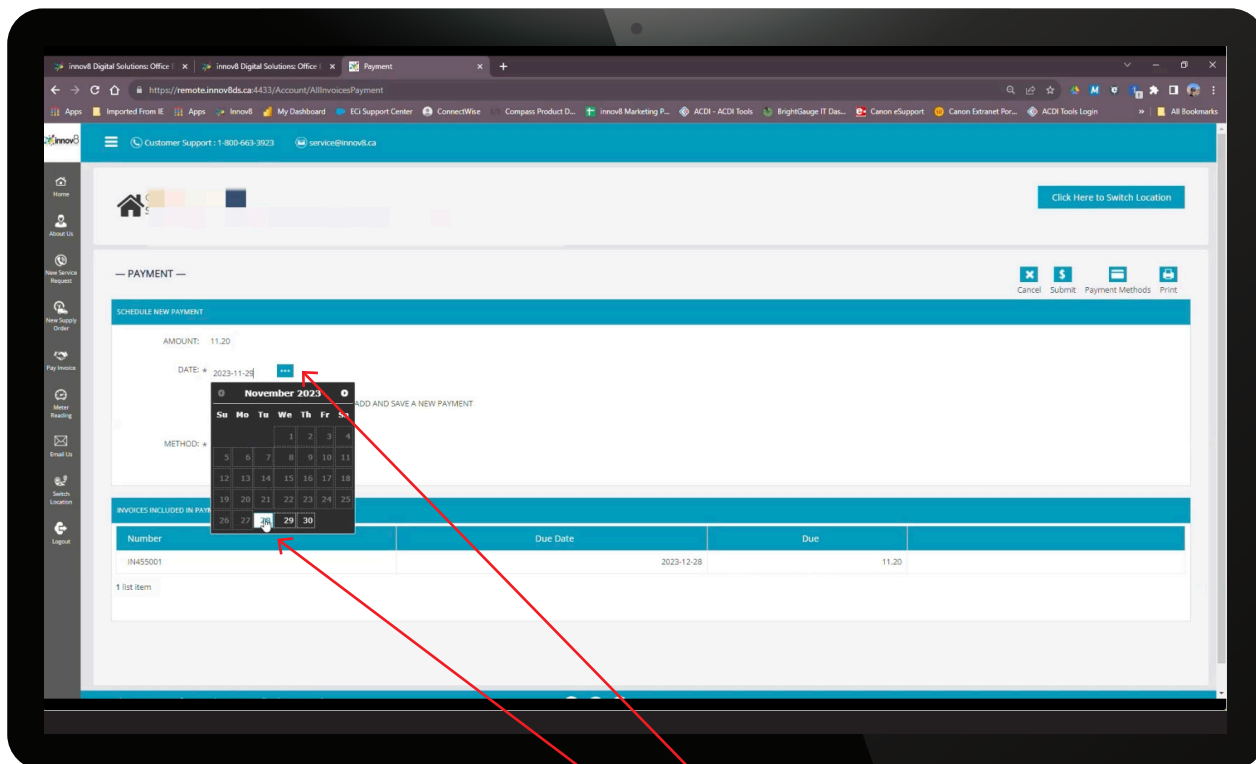 innov8 Digital Solutions: Office E
innov8 Digital Solutions: Office E
Payment
https://remote.innov8ds.ca:4433/Account/AllInvoicesPayment
Apps Imported From IE Apps Innov8 My Dashboard ECi Support Center ConnectWise Compass Product D... innov8 Marketing P... ACDI - ACDI Tools BrightGauge IT Das... Canon eSupport Canon Extranet Por... ACDI Tools Login » All Bookmarks
innov8
Customer Support : 1-800-663-3923 service@innov8.ca
Home
About Us
New Service
Request
New Supply
Order
Pay Invoice
Meter
Reading
Email Us
Switch
Location
Logout
Click Here to Switch Location
— PAYMENT —
Cancel Submit Payment Methods Print
SCHEDULE NEW PAYMENT
AMOUNT: 11.20
DATE: * 2023-11-29 ...
November 2023
ADD AND SAVE A NEW PAYMENT
Su Mo Tu We Th Fr Sa
1 2 3 4
METHOD: *
5 6 7 8 9 10 11
12 13 14 15 16 17 18
19 20 21 22 23 24 25
26 27 28 29 30
INVOICES INCLUDED IN
Number Due Date Due
IN455001 2023-12-28 11.20
1 list item